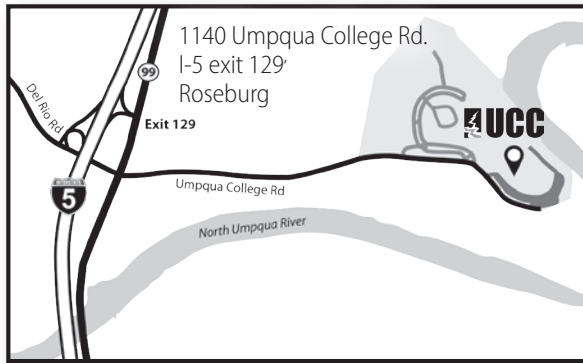 1140 Umpqua College Rd.
I-5 exit 129'
Roseburg
99
Del Rio Rd
Exit 129
UCC
5
Umpqua College Rd
North Umpqua River